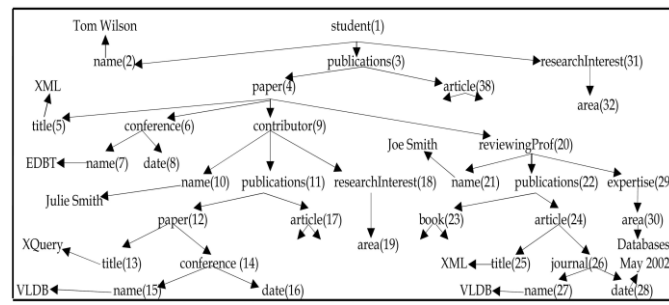 Tom Wilson student(1)
name(2) publications(3) researchInterest(31)
XML paper(4) article(38)
area(32)
title(5) conference(6) contributor(9) Joe Smith reviewingProf(20)
EDBT name(7) date(8)
name(10) publications(11) researchInterest(18) name(21) publications(22) expertise(29)
Julie Smith
paper(12) article(17) book(23) article(24) area(30)
XQuery area(19) Databases
title(13) conference (14) XML title(25) journal(26) May 2002
VLDB name(15) date(16) VLDB name(27) date(28)